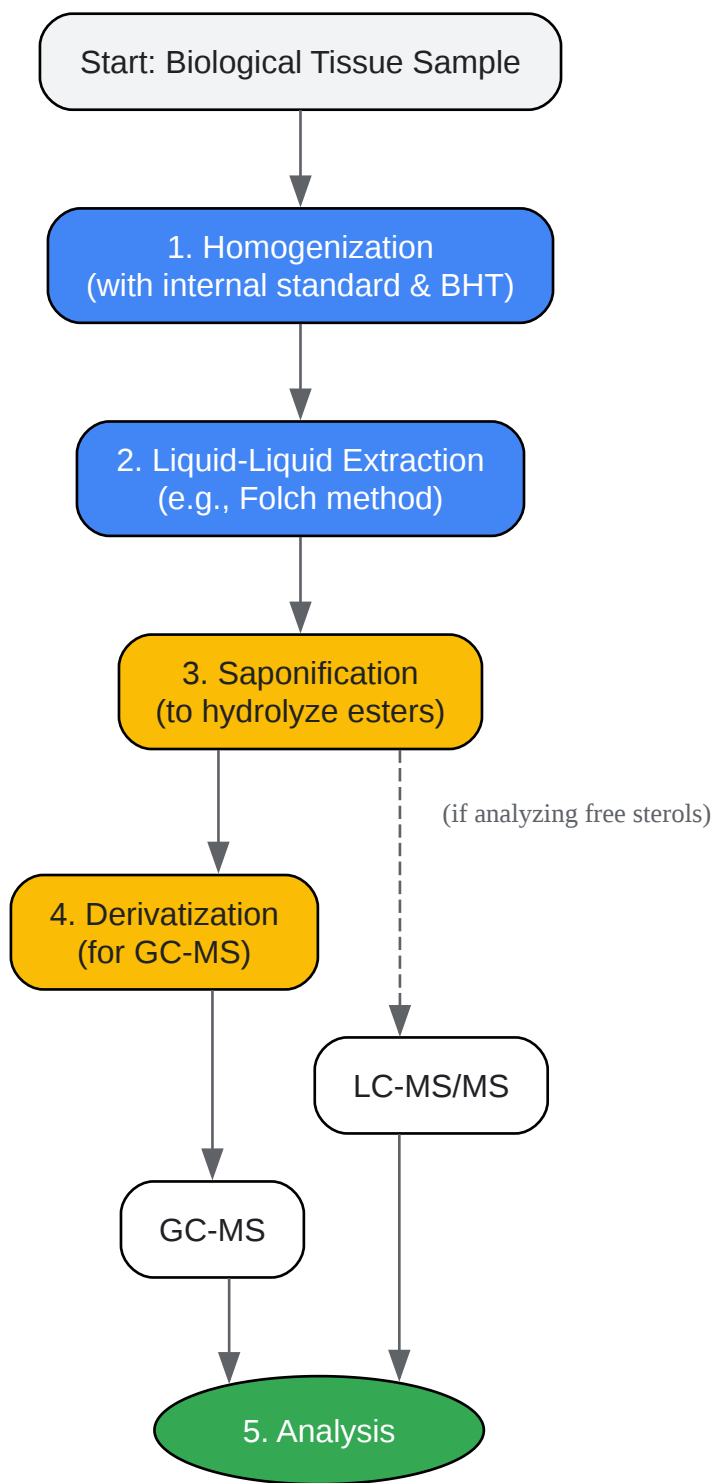 Start: Biological Tissue Sample
1. Homogenization
(with internal standard & BHT)
2. Liquid-Liquid Extraction
(e.g., Folch method)
3. Saponification
(to hydrolyze esters)
(if analyzing free sterols)
4. Derivatization
(for GC-MS)
LC-MS/MS
GC-MS
5. Analysis